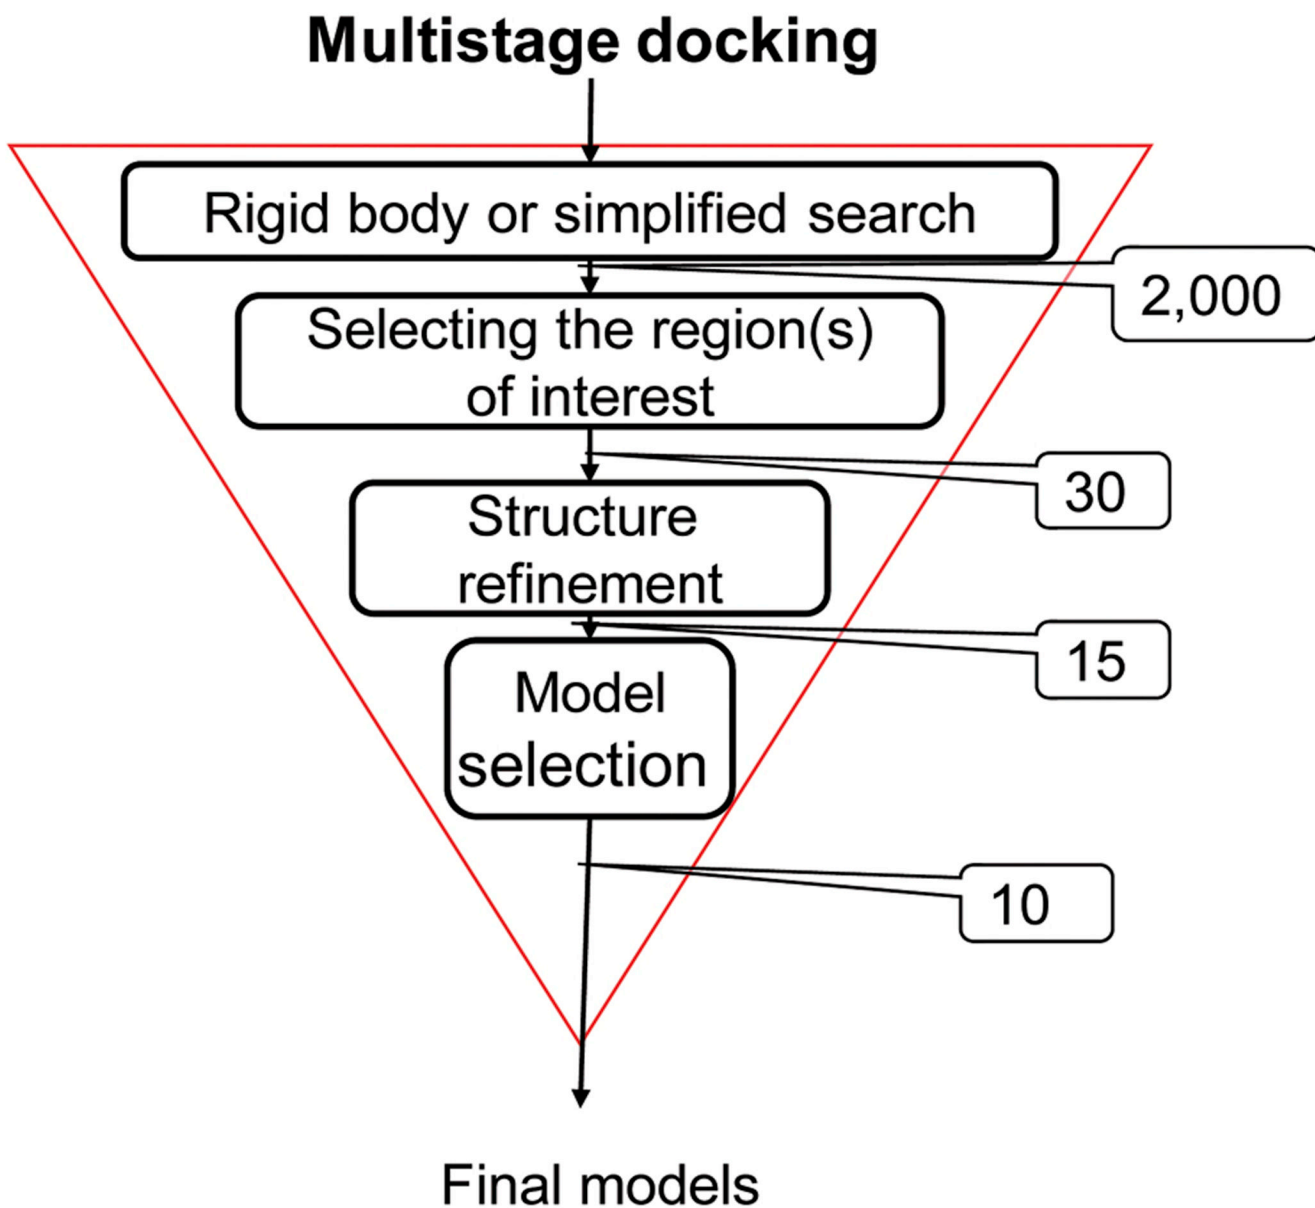 Multistage docking
Rigid body or simplified search
2,000
Selecting the region(s)
of interest
30
Structure
refinement
15
Model
selection
10
Final models